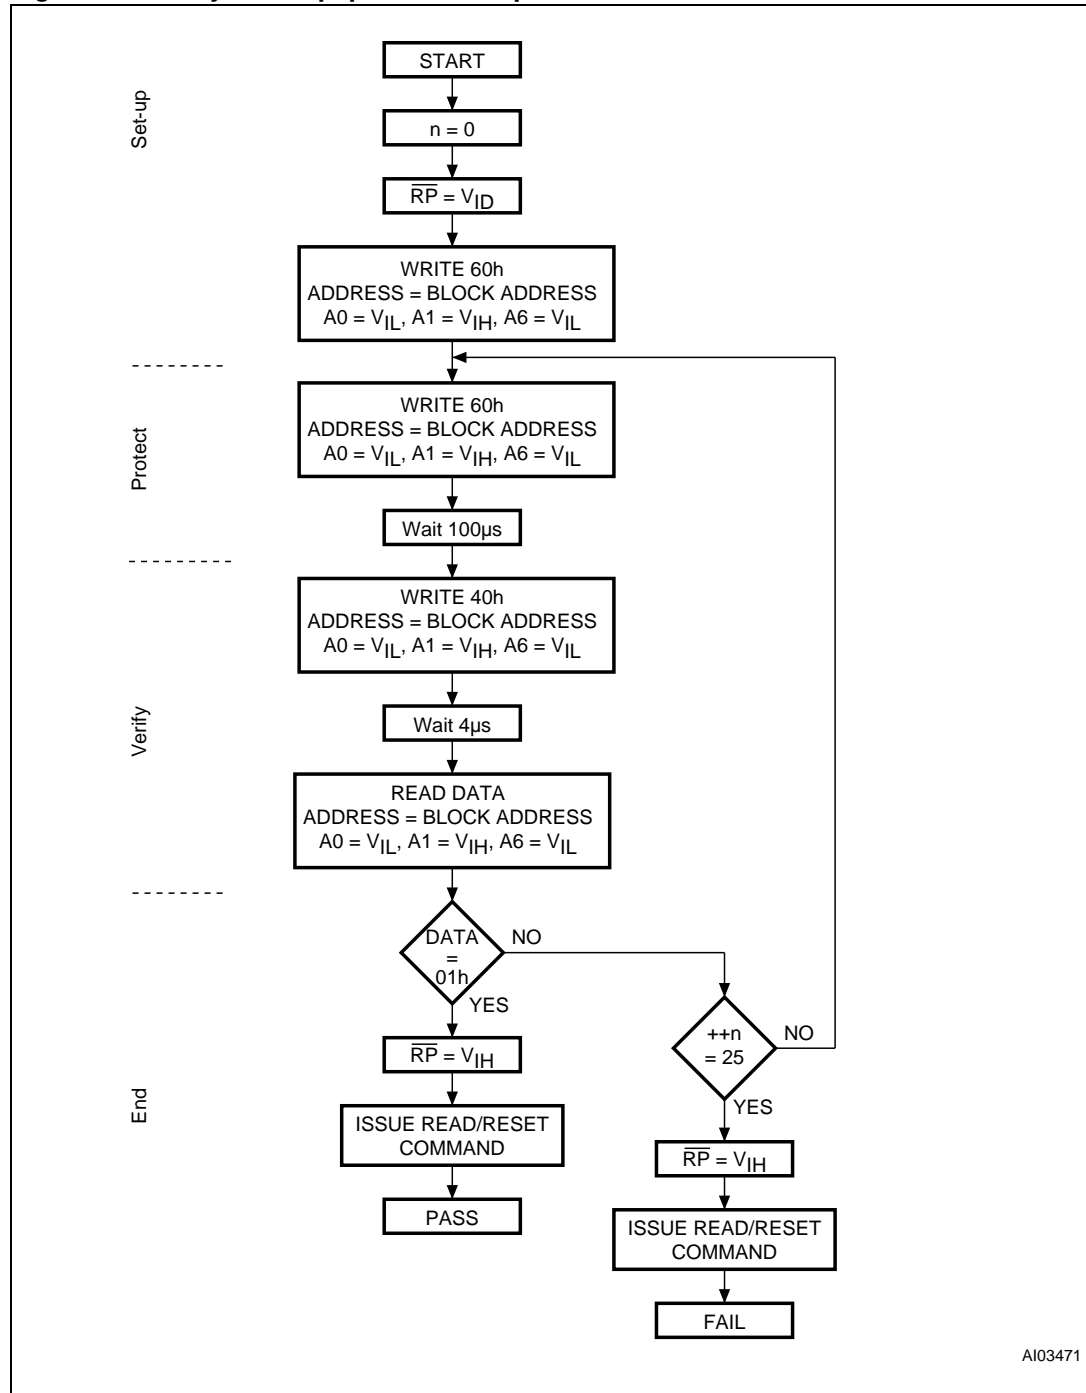 START
n = 0
RP = VID
WRITE 60h
ADDRESS = BLOCK ADDRESS
A0 = VIL, A1 = VIH, A6 = VIL
Set-up
WRITE 60h
ADDRESS = BLOCK ADDRESS
A0 = VIL, A1 = VIH, A6 = VIL
Wait 100µs
Protect
WRITE 40h
ADDRESS = BLOCK ADDRESS
A0 = VIL, A1 = VIH, A6 = VIL
Wait 4µs
READ DATA
ADDRESS = BLOCK ADDRESS
A0 = VIL, A1 = VIH, A6 = VIL
Verify
DATA
=
01h
NO
YES
++n
= 25
NO
YES
RP = VIH
ISSUE READ/RESET
COMMAND
PASS
RP = VIH
ISSUE READ/RESET
COMMAND
FAIL
End
AI03471